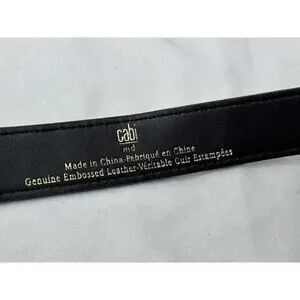 cabi
md
Made in China-Fabriqué en Chine
Genuine Embossed Leather-Véritable Cuir Estampées